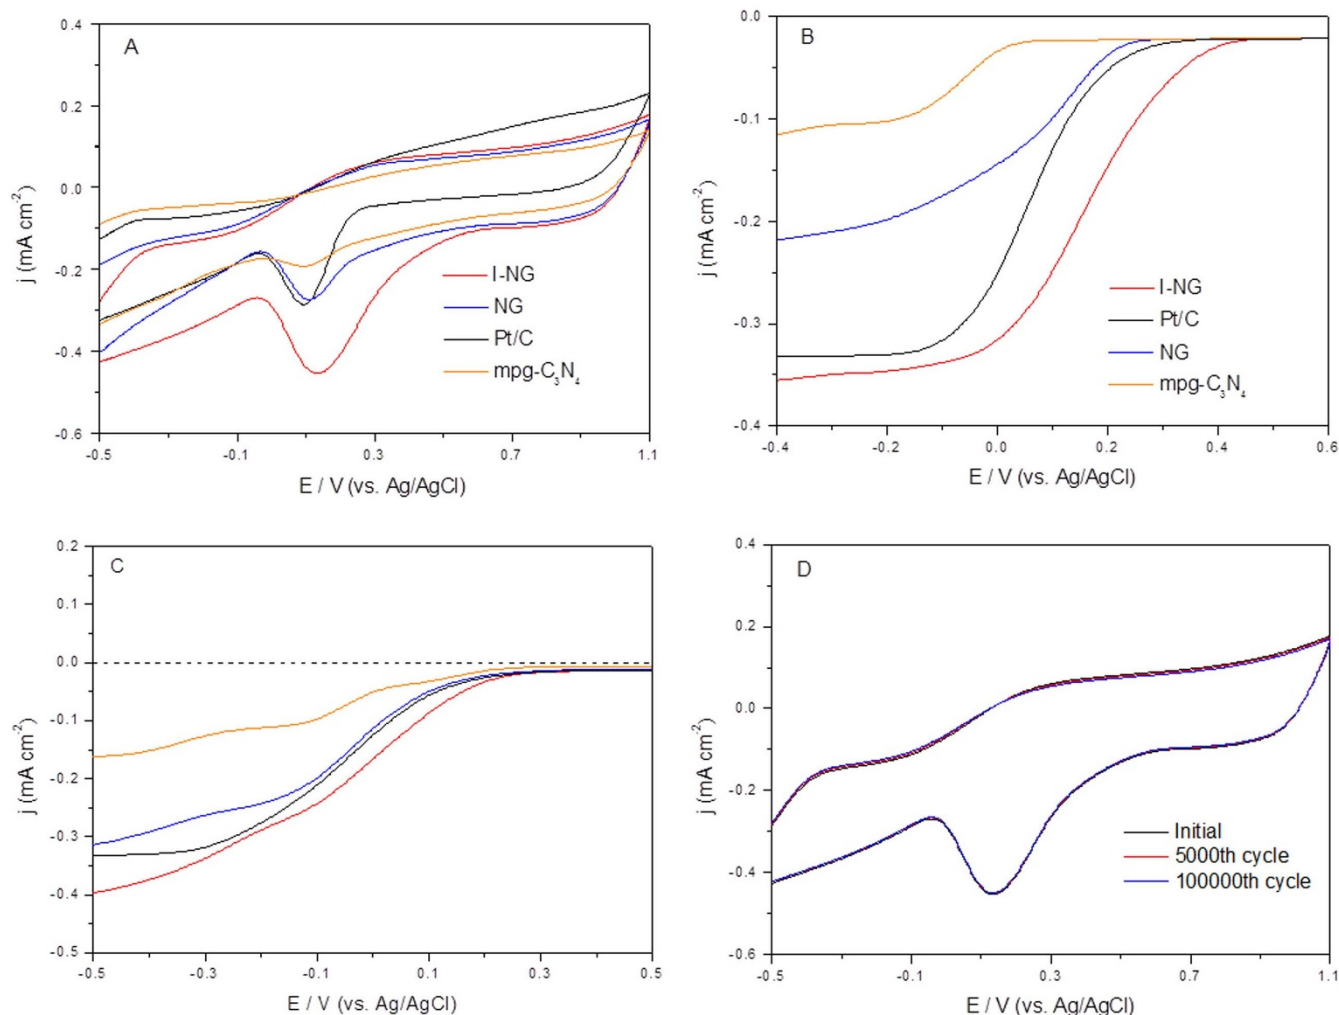 A
0.4
0.2
0.0
-0.2
-0.4
-0.6
j (mA cm⁻²)
I-NG
NG
Pt/C
mpg-C₃N₄
-0.5
-0.1
0.3
0.7
1.1
E / V (vs. Ag/AgCl)
B
0.0
-0.1
-0.2
-0.3
-0.4
j (mA cm⁻²)
I-NG
Pt/C
NG
mpg-C₃N₄
-0.4
-0.2
0.0
0.2
0.4
0.6
E / V (vs. Ag/AgCl)
C
0.2
0.1
0.0
-0.1
-0.2
-0.3
-0.4
-0.5
j (mA cm⁻²)
-0.5
-0.3
-0.1
0.1
0.3
0.5
E / V (vs. Ag/AgCl)
D
0.4
0.2
0.0
-0.2
-0.4
-0.6
j (mA cm⁻²)
Initial
5000th cycle
100000th cycle
-0.5
-0.1
0.3
0.7
1.1
E / V (vs. Ag/AgCl)